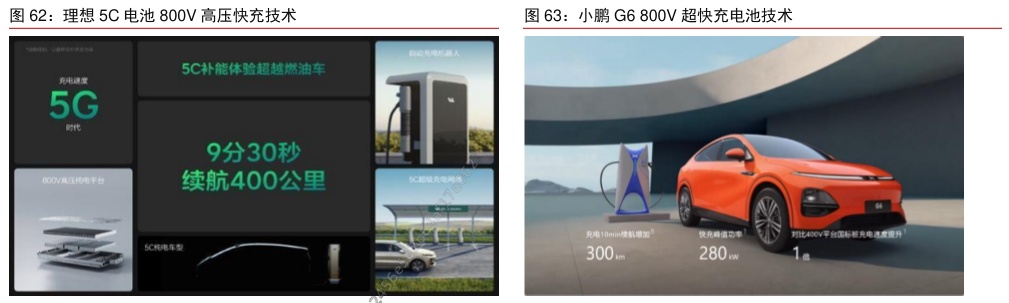 图 62：理想 5C 电池 800V 高压快充技术
充电速度
5G
时代
5C补能体验超越燃油车
自动充电机器人
9分30秒
续航400公里
800V高压纯电平台
5C超级充电网络
5C纯电车型
图 63：小鹏 G6 800V 超快充电池技术
G6
充电10min续航增加
300 km
快充峰值功率
280 kW
对比400V平台国标桩充电速度提升
1 倍